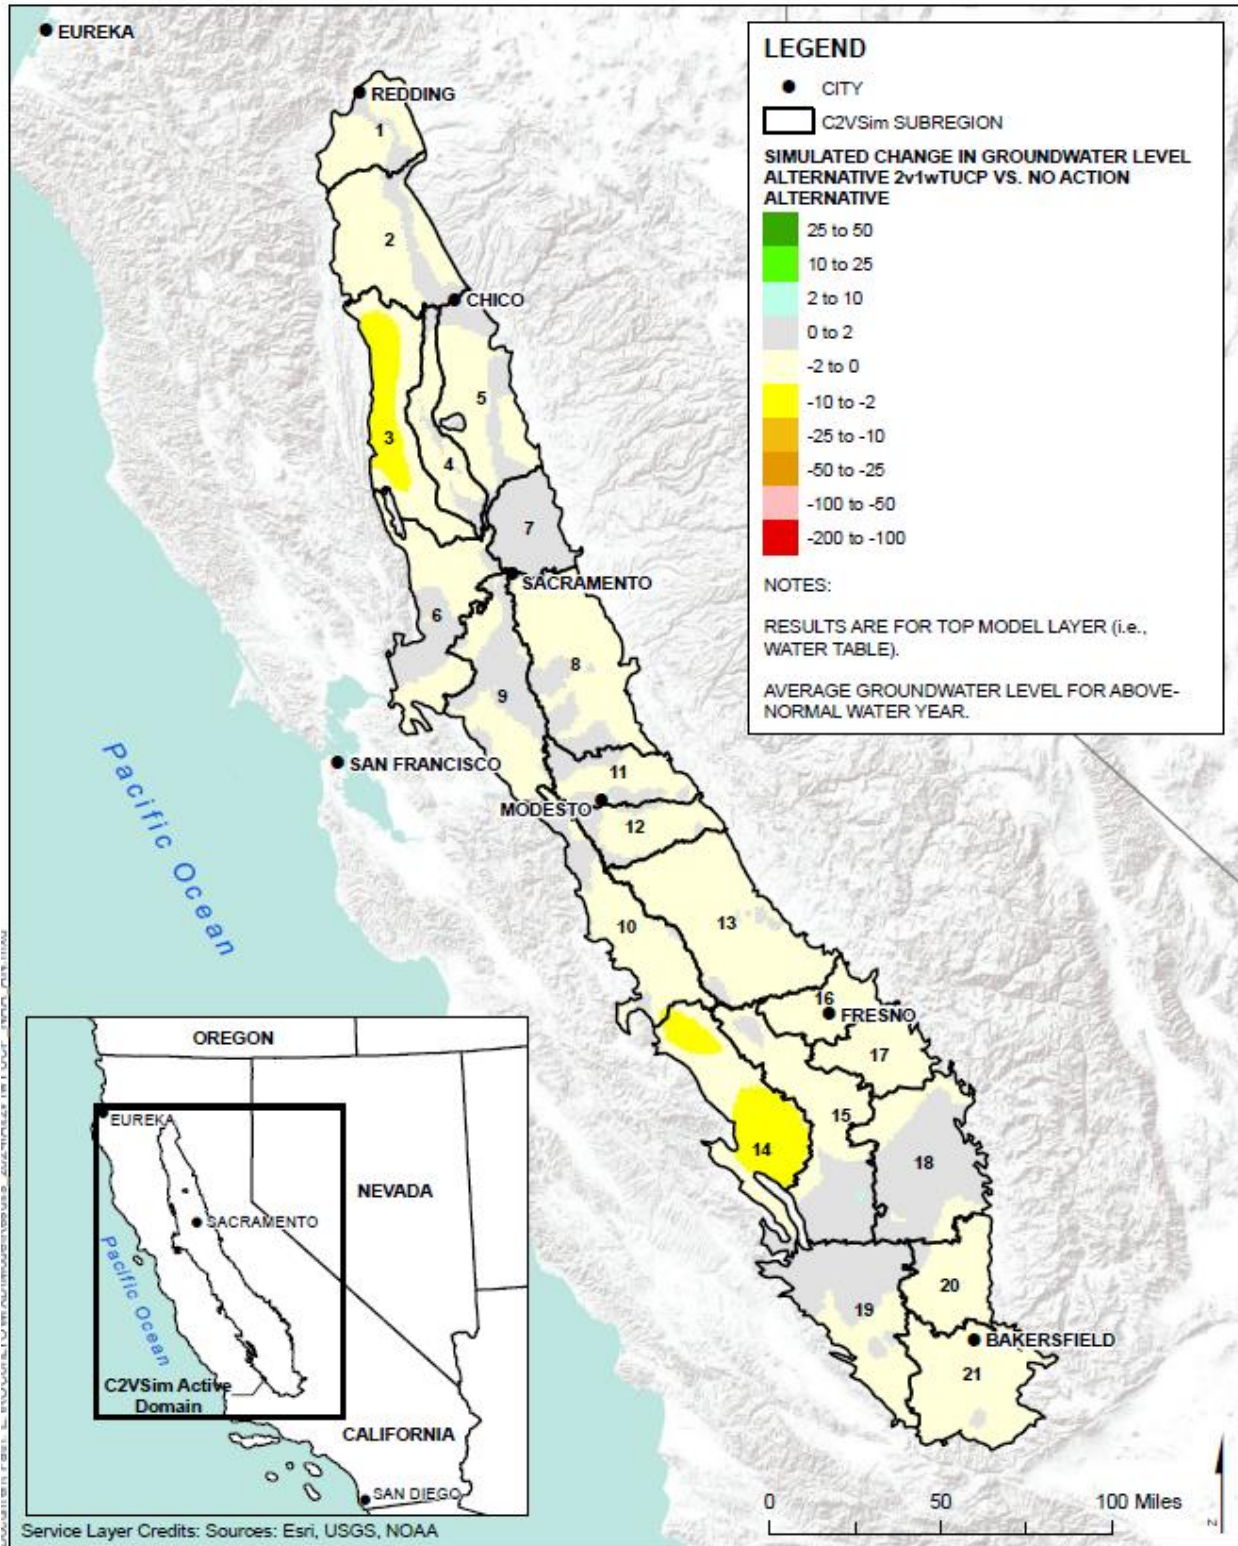 EUREKA
REDDING
1
2
CHICO
3
5
4
7
SACRAMENTO
6
8
9
SAN FRANCISCO
11
MODESTO
12
10
13
16
FRESNO
17
15
14
18
19
20
BAKERSFIELD
21
Pacific Ocean
LEGEND
CITY
C2VSim SUBREGION
SIMULATED CHANGE IN GROUNDWATER LEVEL
ALTERNATIVE 2v1wTUCP VS. NO ACTION
ALTERNATIVE
25 to 50
10 to 25
2 to 10
0 to 2
-2 to 0
-10 to -2
-25 to -10
-50 to -25
-100 to -50
-200 to -100
NOTES:
RESULTS ARE FOR TOP MODEL LAYER (i.e.,
WATER TABLE).
AVERAGE GROUNDWATER LEVEL FOR ABOVE-
NORMAL WATER YEAR.
OREGON
EUREKA
NEVADA
SACRAMENTO
Pacific Ocean
C2VSim Active
Domain
CALIFORNIA
SAN DIEGO
Service Layer Credits: Sources: Esri, USGS, NOAA
0 50 100 Miles
N